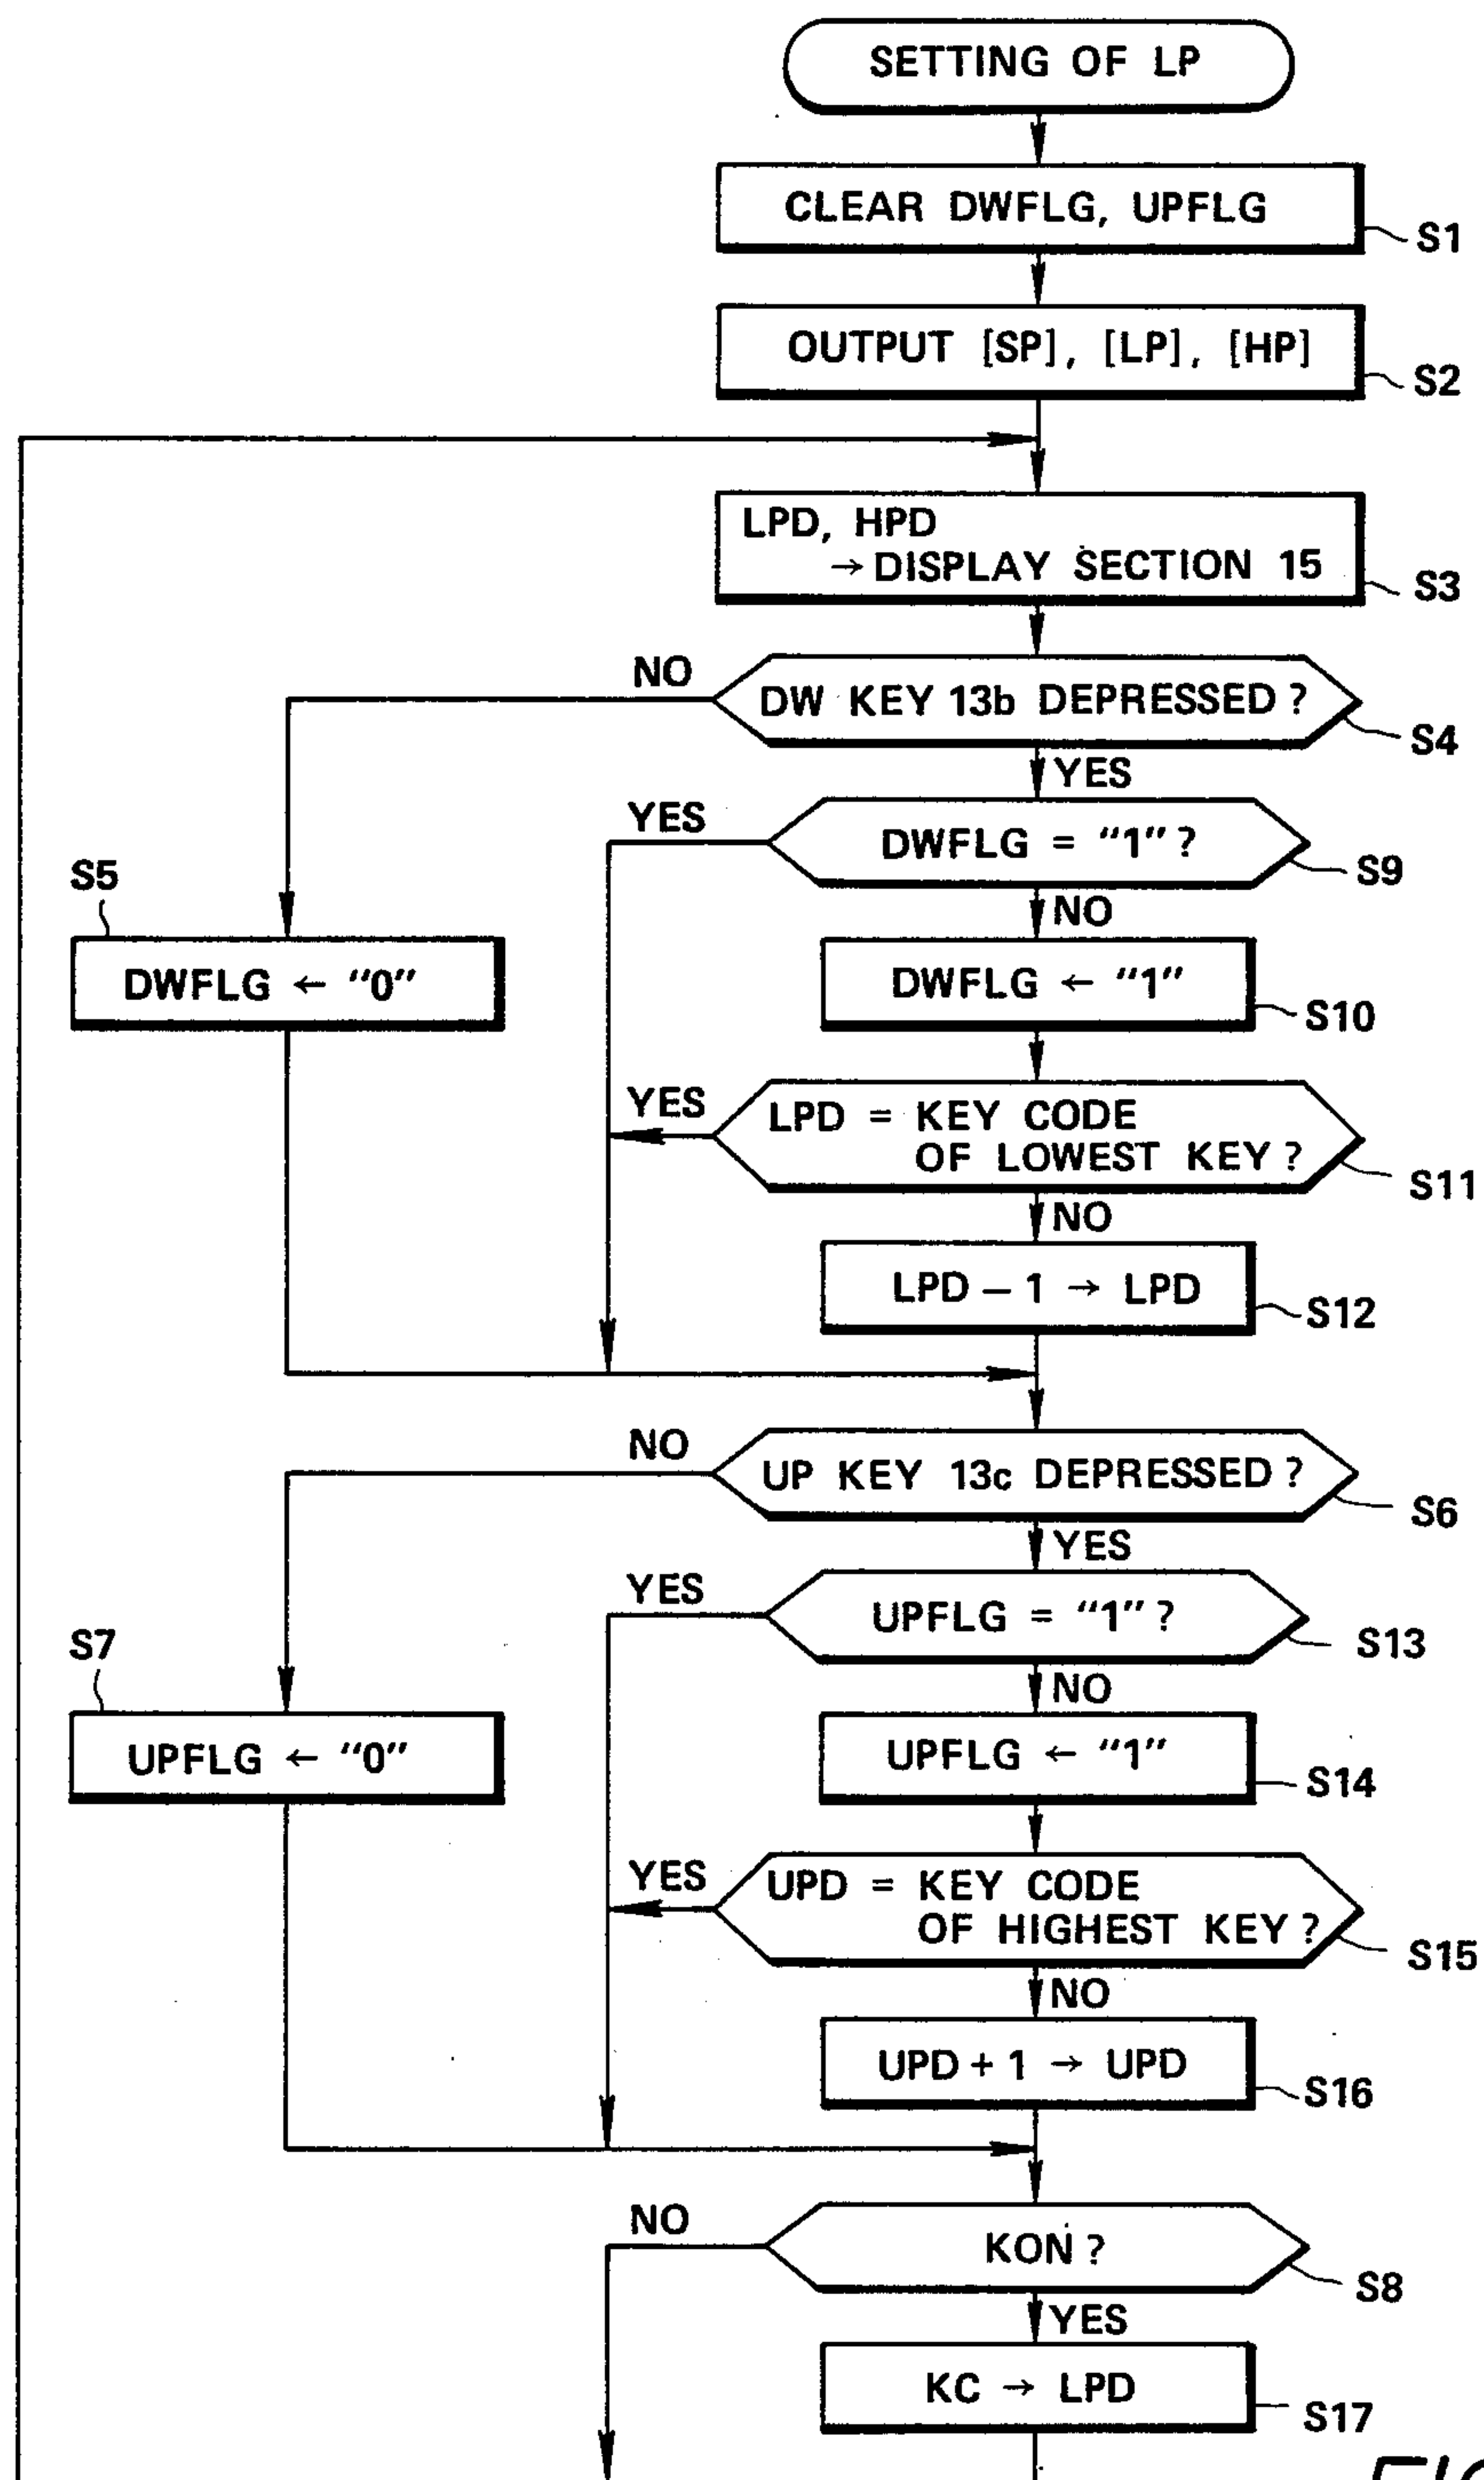 SETTING OF LP
CLEAR DWFLG, UPFLG
S1
OUTPUT [SP], [LP], [HP]
S2
LPD, HPD
→ DISPLAY SECTION 15
S3
NO
DW KEY 13b DEPRESSED ?
S4
YES
YES
DWFLG = “1” ?
S9
S5
NO
DWFLG ← “0”
DWFLG ← “1”
S10
YES
LPD = KEY CODE
OF LOWEST KEY ?
S11
NO
LPD – 1 → LPD
S12
NO
UP KEY 13c DEPRESSED ?
S6
YES
YES
UPFLG = “1” ?
S13
S7
NO
UPFLG ← “0”
UPFLG ← “1”
S14
YES
UPD = KEY CODE
OF HIGHEST KEY ?
S15
NO
UPD + 1 → UPD
S16
NO
KON ?
S8
YES
KC → LPD
S17